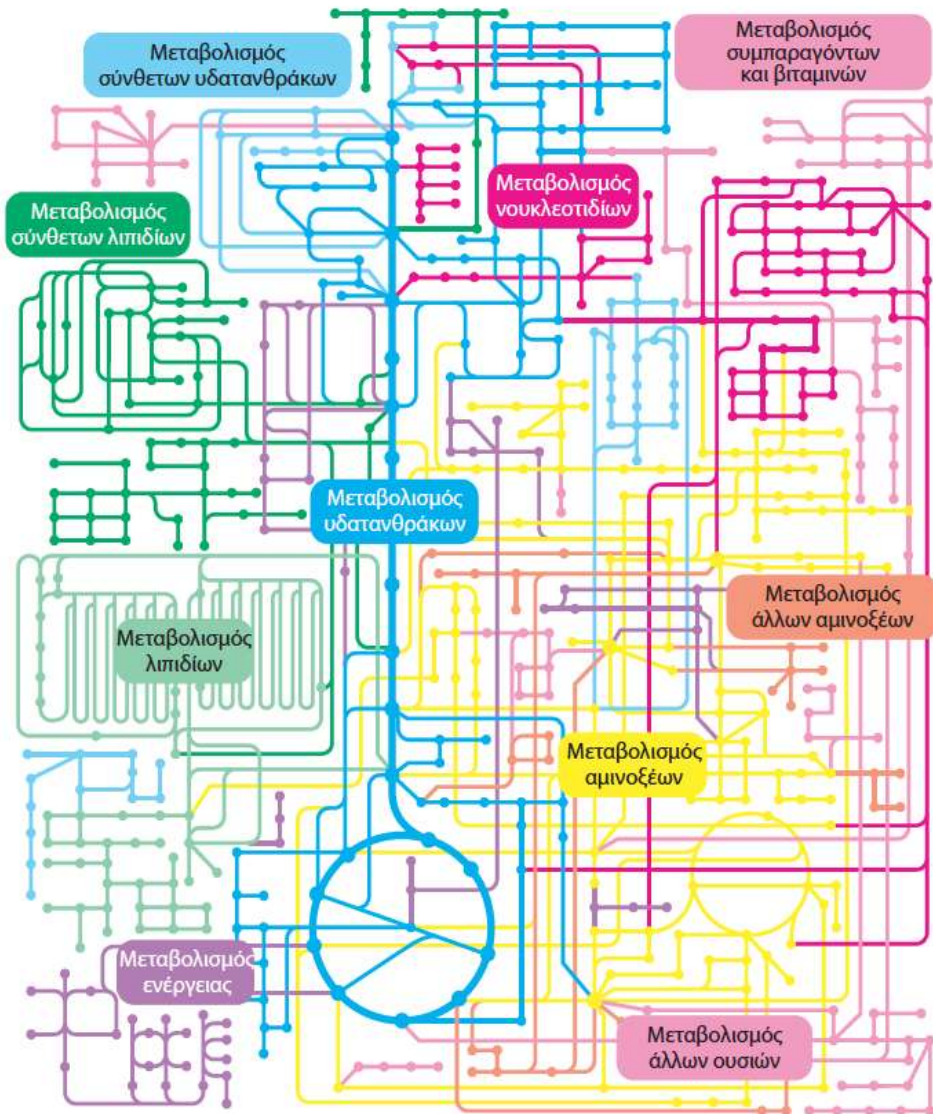 Μεταβολισμός
σύνθετων υδατανθράκων
Μεταβολισμός
συμπαραγόντων
και βιταμινών
Μεταβολισμός
νουκλεοτιδίων
Μεταβολισμός
σύνθετων λιπιδίων
Μεταβολισμός
υδατανθράκων
Μεταβολισμός
άλλων αμινοξέων
Μεταβολισμός
λιπιδίων
Μεταβολισμός
αμινοξέων
Μεταβολισμός
ενέργειας
Μεταβολισμός
άλλων ουσιών